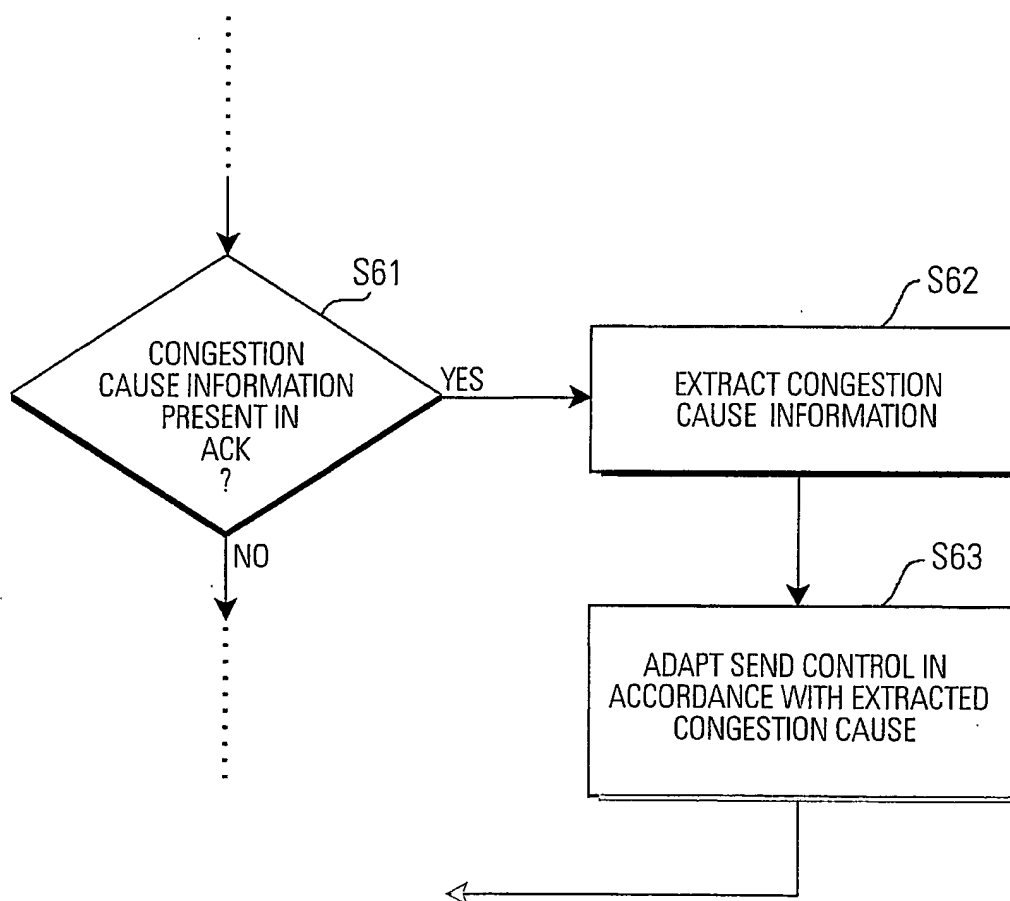 S61
CONGESTION
CAUSE INFORMATION
PRESENT IN
ACK
?
YES
NO
S62
EXTRACT CONGESTION
CAUSE INFORMATION
S63
ADAPT SEND CONTROL IN
ACCORDANCE WITH EXTRACTED
CONGESTION CAUSE